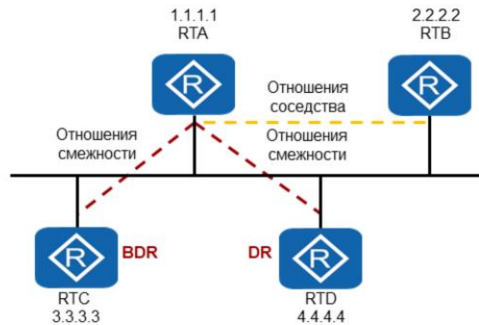 1.1.1.1
RTA
2.2.2.2
RTB
R
R
Отношения
соседства
Отношения
смежности
Отношения
смежности
R
BDR
DR
R
RTC
3.3.3.3
RTD
4.4.4.4